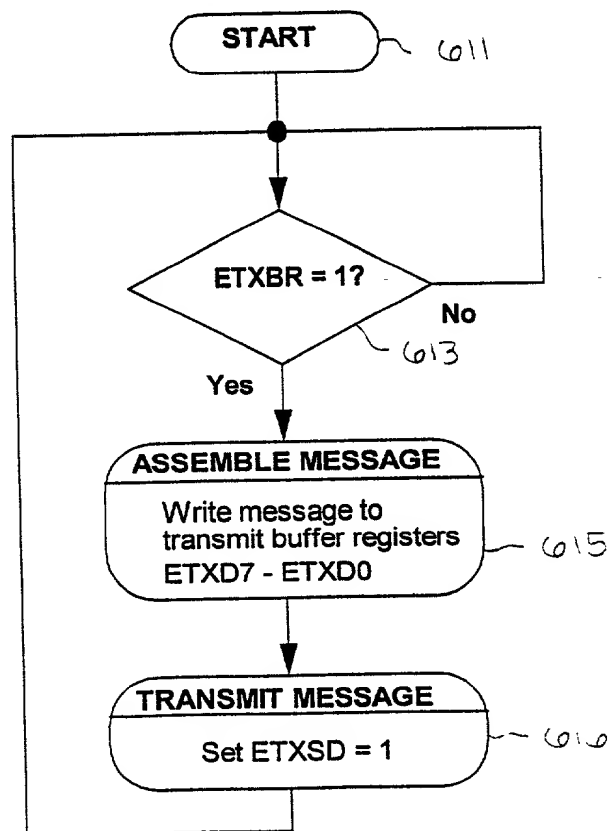 START
611
ETXBR = 1?
No
613
Yes
ASSEMBLE MESSAGE
Write message to
transmit buffer registers
ETXD7 - ETXD0
615
TRANSMIT MESSAGE
Set ETXSD = 1
616